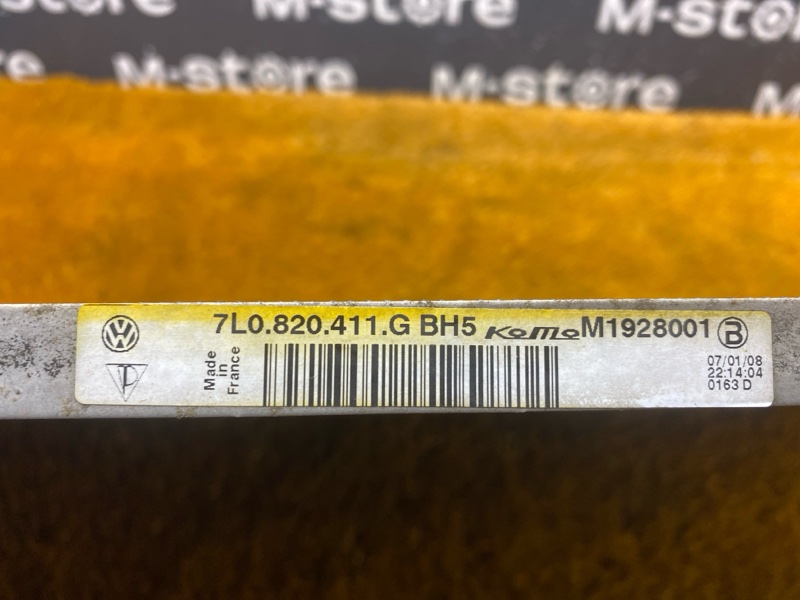 M-store M-store
M-store M-store
7L0.820.411.G BH5 KoMo M1928001 B
Made
in
France
07/01/08
22:14:04
0163 D